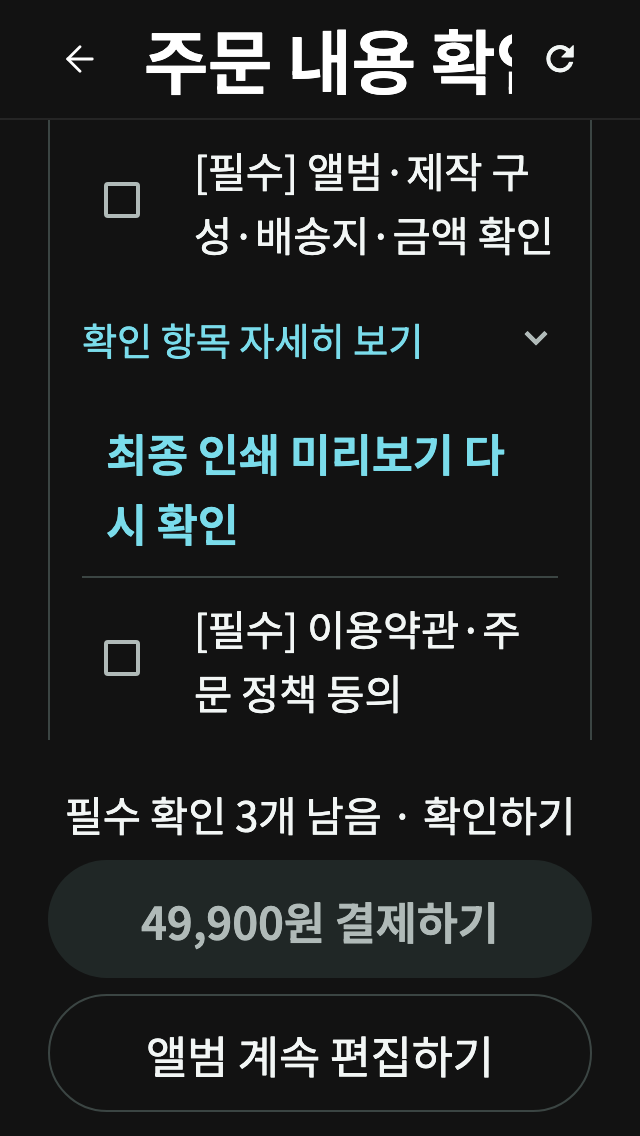 주문 내용 확
[필수] 앨범·제작 구
성·배송지·금액 확인
확인 항목 자세히 보기
최종 인쇄 미리보기 다
시 확인
[필수] 이용약관·주
문 정책 동의
필수 확인 3개 남음 · 확인하기
49,900원 결제하기
앨범 계속 편집하기